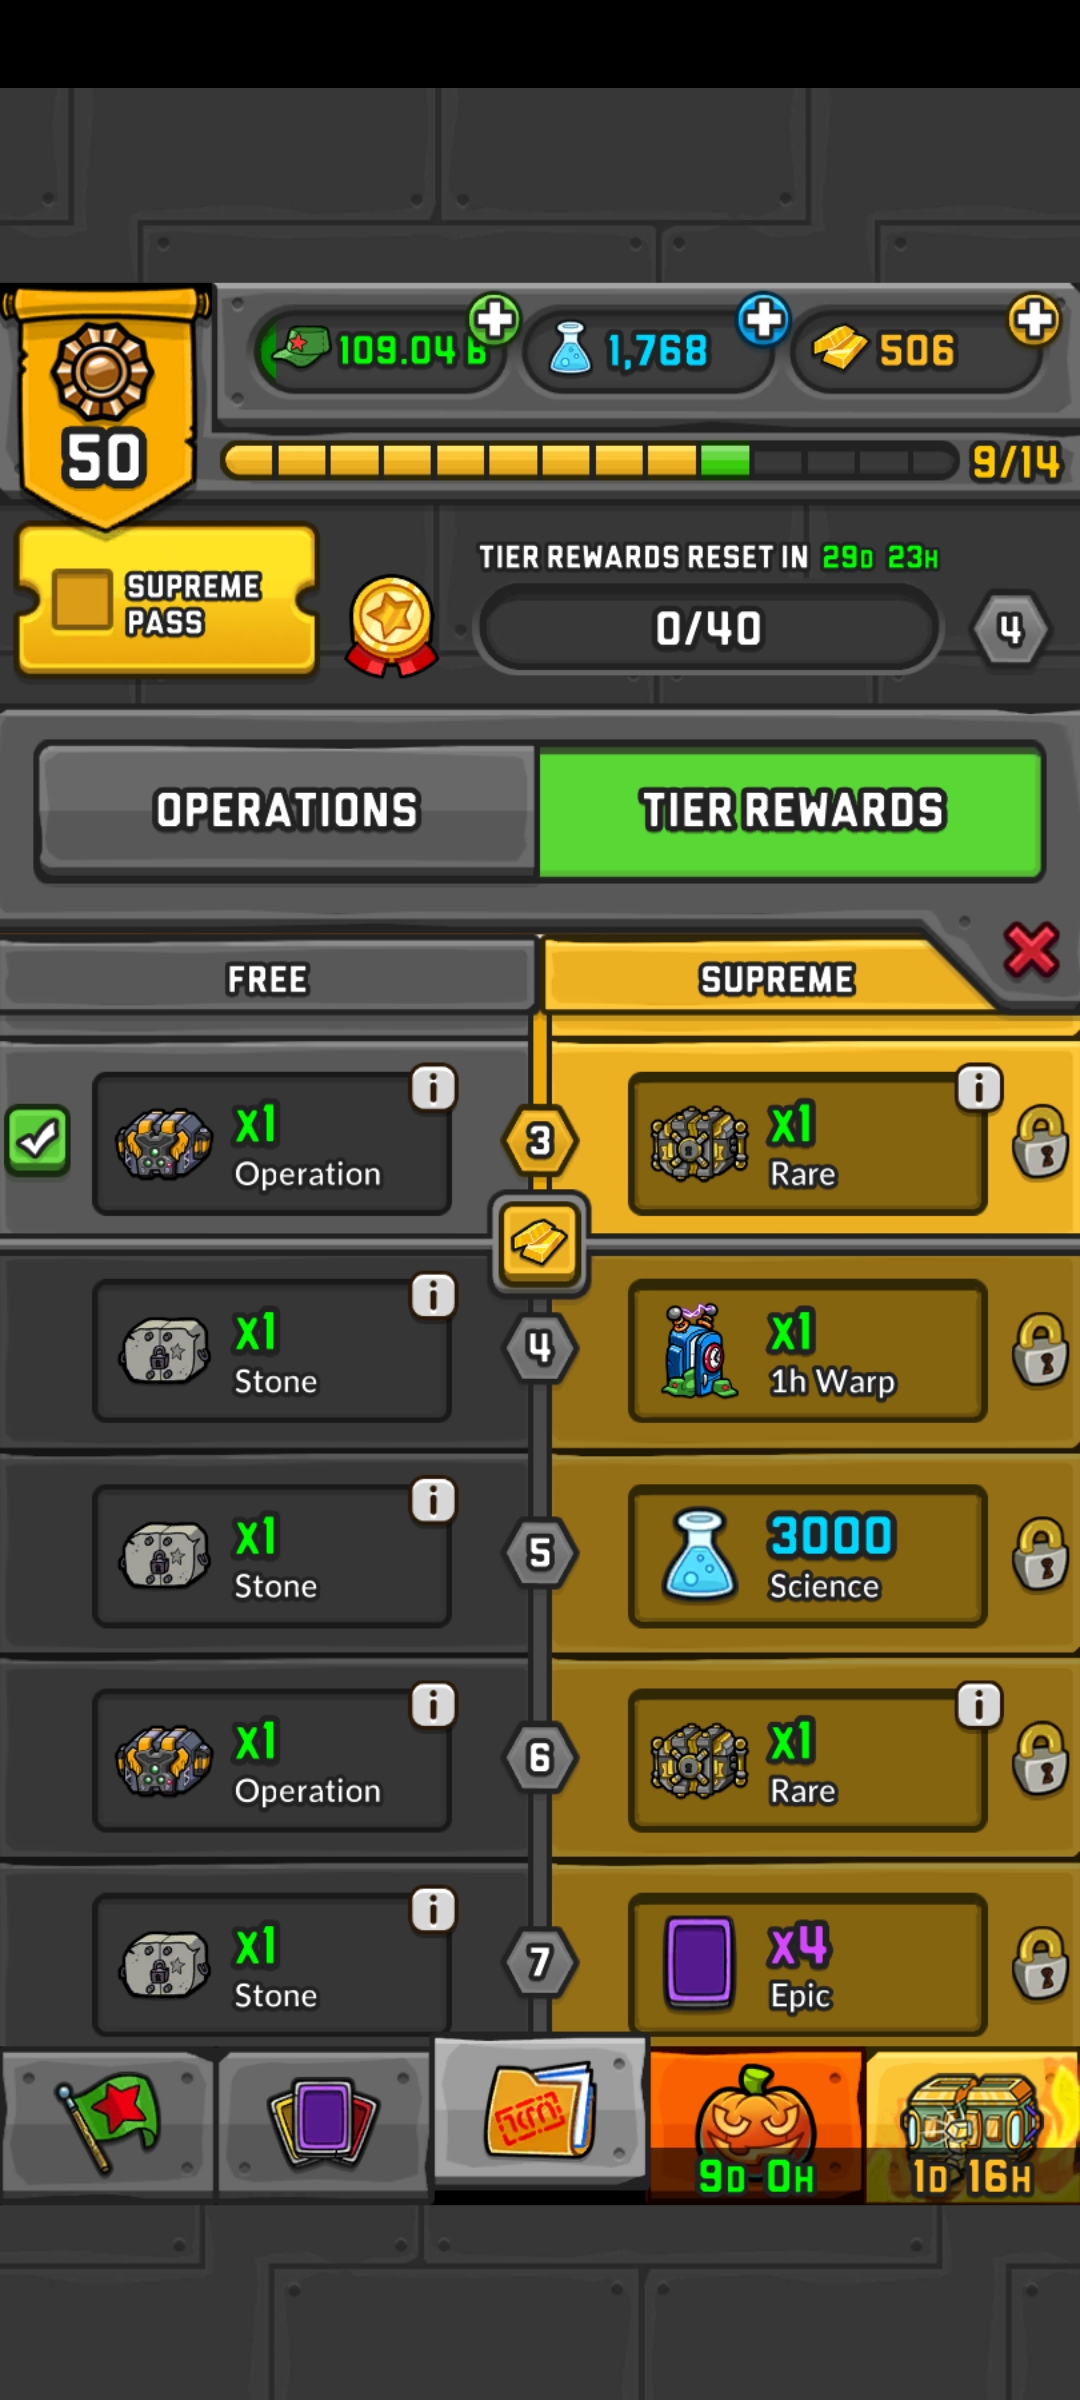 109.04 B
1,768
506
50
9/14
SUPREME
PASS
TIER REWARDS RESET IN 29D 23H
0/40
4
OPERATIONS
TIER REWARDS
FREE
SUPREME
X1
Operation
3
X1
Rare
X1
Stone
4
X1
1h Warp
X1
Stone
5
3000
Science
X1
Operation
6
X1
Rare
X1
Stone
7
X4
Epic
9D 0H
1D 16H